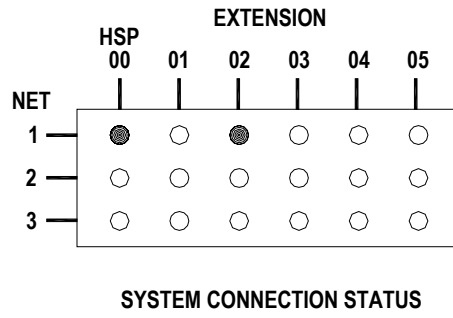 EXTENSION
HSP
00 01 02 03 04 05
NET
1
2
3
SYSTEM CONNECTION STATUS